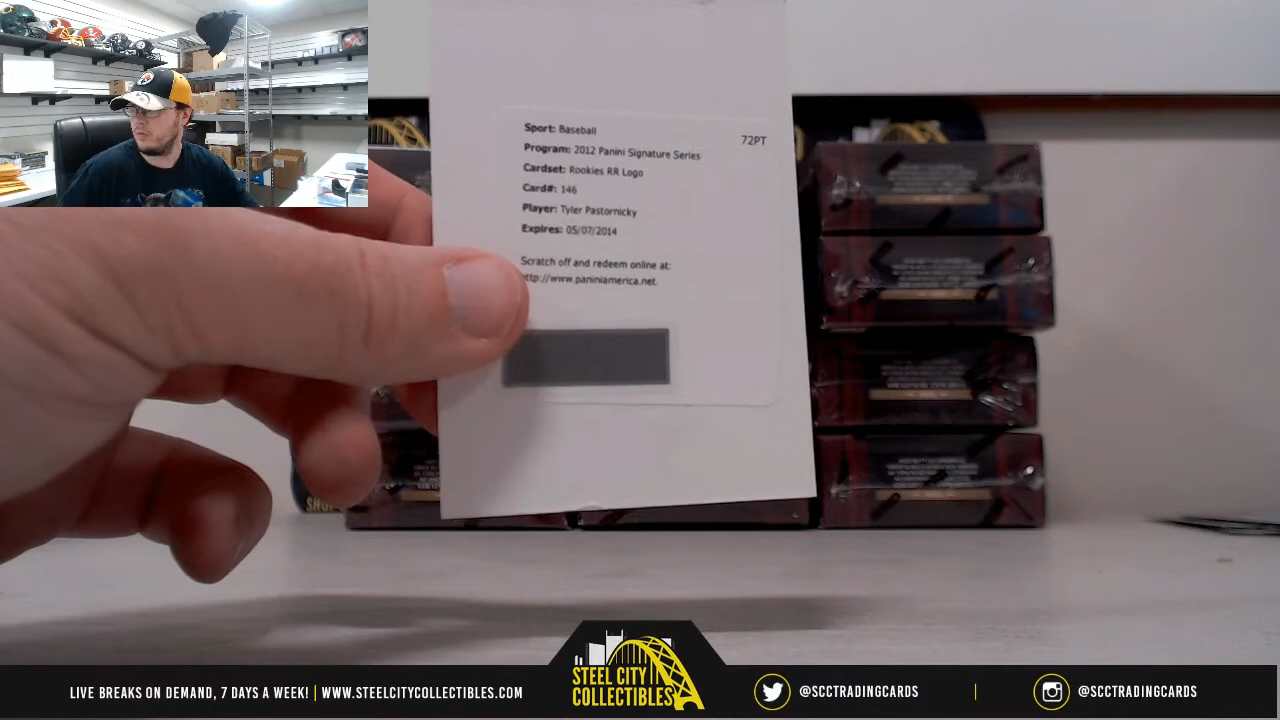 Sport: Baseball
72PT
Program: 2012 Panini Signature Series
Cardset: Rookies RR Logo
Card#: 146
Player: Tyler Pastornicky
Expires: 05/07/2014
Scratch off and redeem online at:
http://www.paniniamerica.net.
LIVE BREAKS ON DEMAND, 7 DAYS A WEEK! | WWW.STEELCITYCOLLECTIBLES.COM
STEEL CITY
COLLECTIBLES
@SCCTRADINGCARDS | @SCCTRADINGCARDS